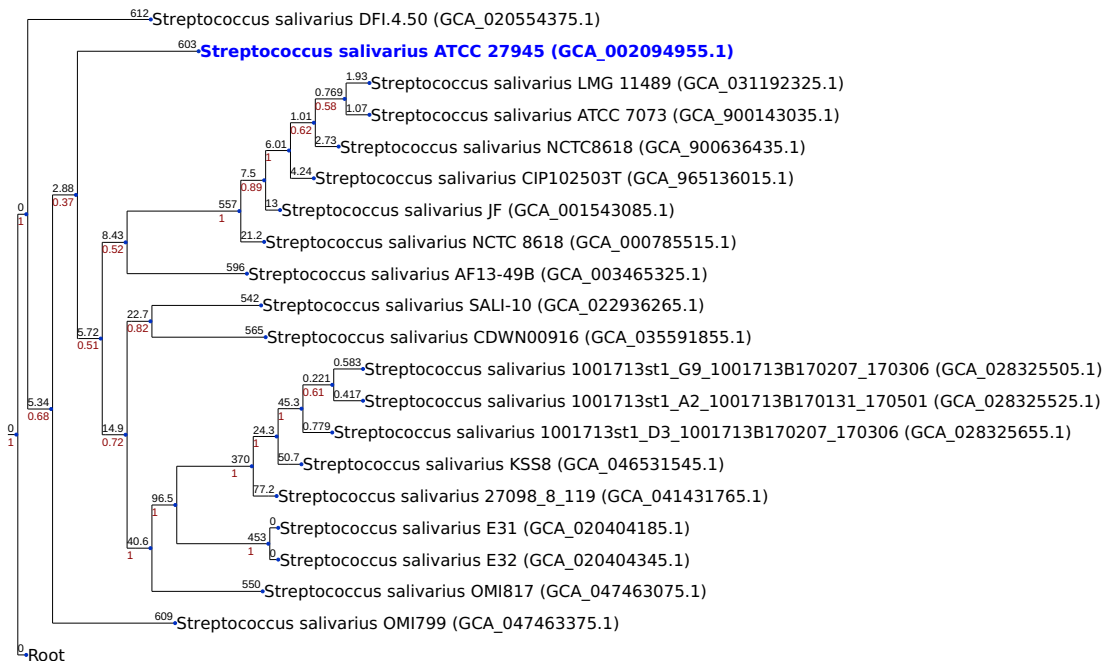 612 Streptococcus salivarius DFI.4.50 (GCA_020554375.1)
603 Streptococcus salivarius ATCC 27945 (GCA_002094955.1)
1.93 Streptococcus salivarius LMG 11489 (GCA_031192325.1)
0.769
0.58
1.07 Streptococcus salivarius ATCC 7073 (GCA_900143035.1)
1.01
0.62
2.73 Streptococcus salivarius NCTC8618 (GCA_900636435.1)
6.01
1
4.24 Streptococcus salivarius CIP102503T (GCA_965136015.1)
7.5
0.89
2.88
0.37
13 Streptococcus salivarius JF (GCA_001543085.1)
557
1
0
1
21.2 Streptococcus salivarius NCTC 8618 (GCA_000785515.1)
8.43
0.52
596 Streptococcus salivarius AF13-49B (GCA_003465325.1)
542 Streptococcus salivarius SALI-10 (GCA_022936265.1)
22.7
0.82
565 Streptococcus salivarius CDWN00916 (GCA_035591855.1)
5.72
0.51
0.583 Streptococcus salivarius 1001713st1_G9_1001713B170207_170306 (GCA_028325505.1)
0.221
0.61
0.417 Streptococcus salivarius 1001713st1_A2_1001713B170131_170501 (GCA_028325525.1)
45.3
1
5.34
0.68
0.779 Streptococcus salivarius 1001713st1_D3_1001713B170207_170306 (GCA_028325655.1)
24.3
1
14.9
0.72
0
1
50.7 Streptococcus salivarius KSS8 (GCA_046531545.1)
370
1
77.2 Streptococcus salivarius 27098_8_119 (GCA_041431765.1)
96.5
1
0 Streptococcus salivarius E31 (GCA_020404185.1)
453
1
40.6
1
0 Streptococcus salivarius E32 (GCA_020404345.1)
550 Streptococcus salivarius OMI817 (GCA_047463075.1)
609 Streptococcus salivarius OMI799 (GCA_047463375.1)
0 Root